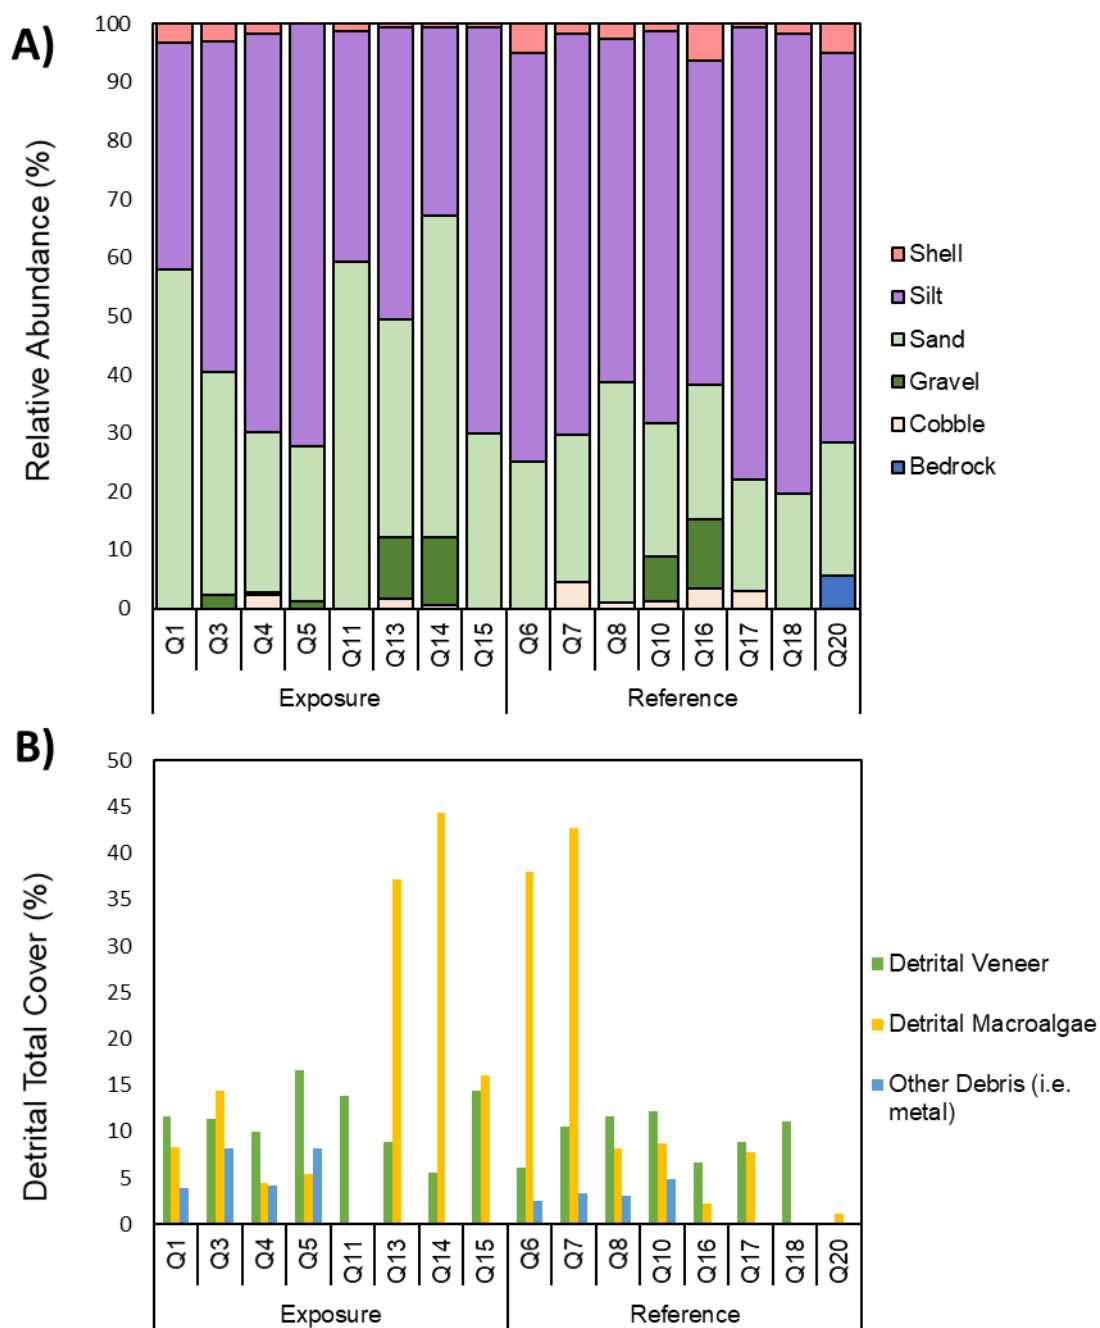 A)
Relative Abundance (%)
100
90
80
70
60
50
40
30
20
10
0
Q1
Q3
Q4
Q5
Q11
Q13
Q14
Q15
Q6
Q7
Q8
Q10
Q16
Q17
Q18
Q20
Exposure
Reference
Shell
Silt
Sand
Gravel
Cobble
Bedrock
B)
Detrital Total Cover (%)
50
45
40
35
30
25
20
15
10
5
0
Q1
Q3
Q4
Q5
Q11
Q13
Q14
Q15
Q6
Q7
Q8
Q10
Q16
Q17
Q18
Q20
Exposure
Reference
Detrital Veneer
Detrital Macroalgae
Other Debris (i.e.
metal)